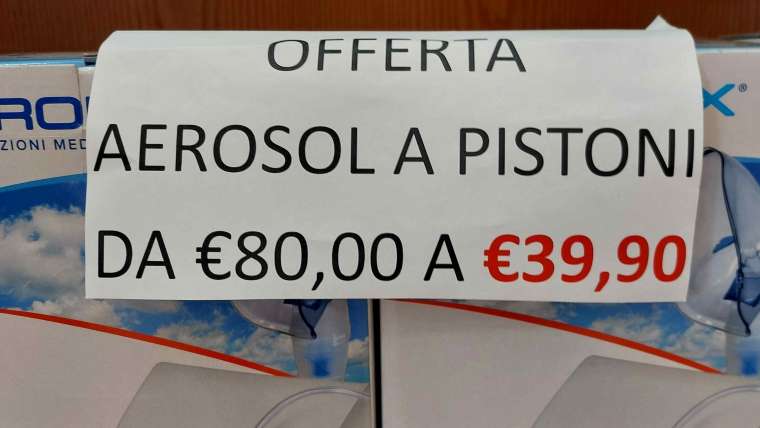 OFFERTA
AEROSOL A PISTONI
DA €80,00 A €39,90